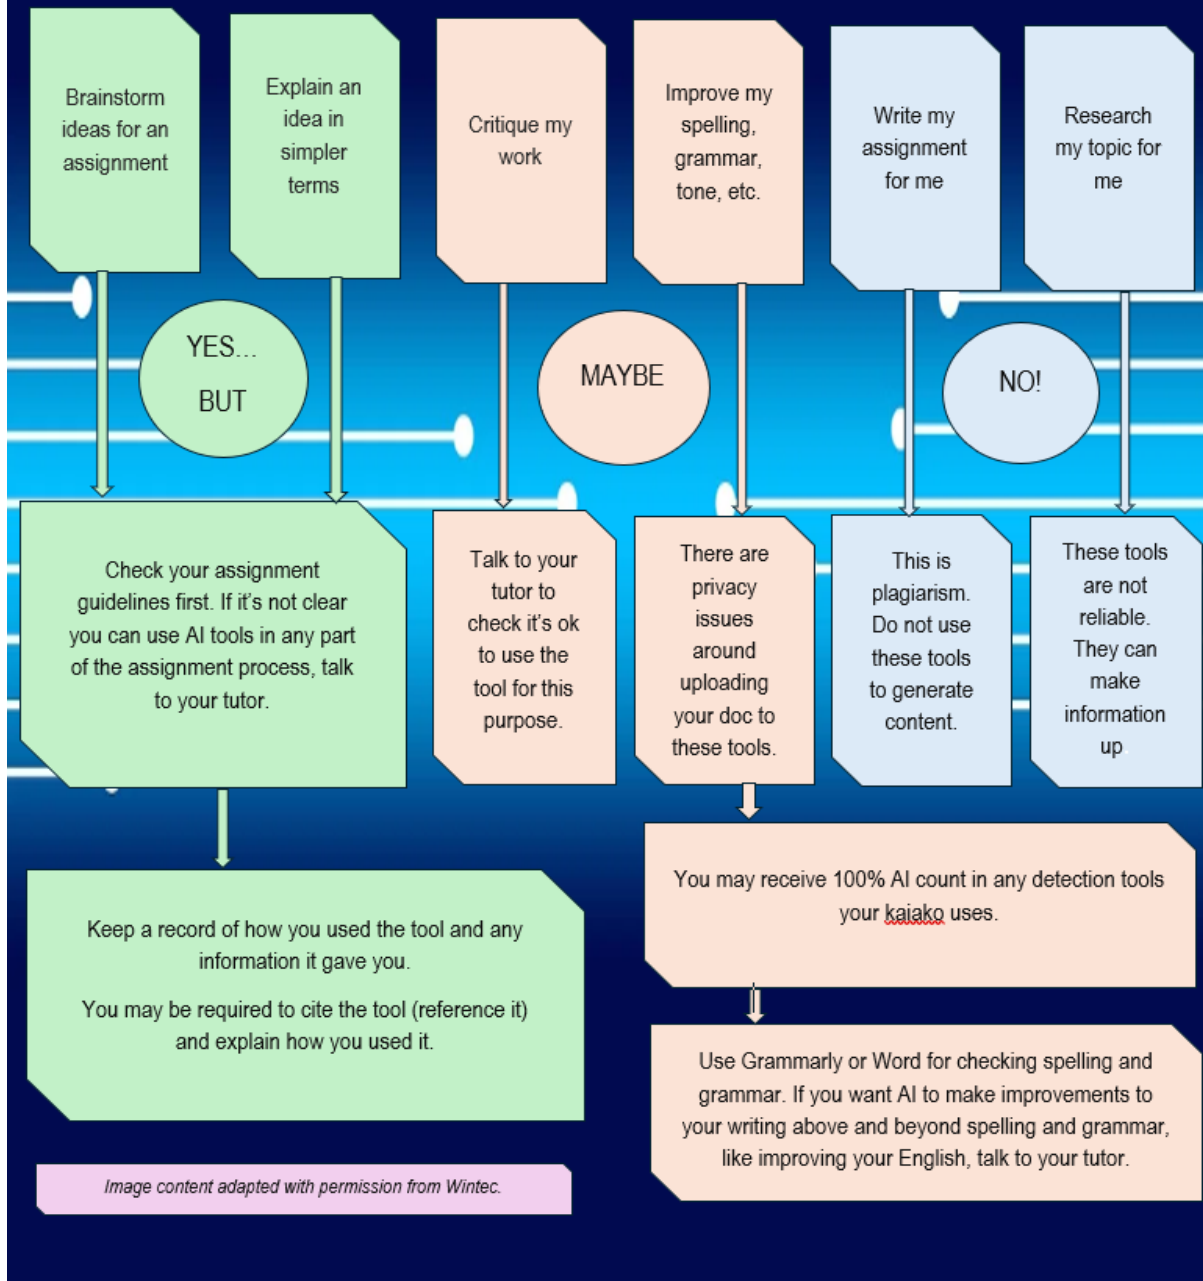 Brainstorm
ideas for an
assignment
Explain an
idea in
simpler
terms
Critique my
work
Improve my
spelling,
grammar,
tone, etc.
Write my
assignment
for me
Research
my topic for
me
YES...
BUT
MAYBE
NO!
Check your assignment
guidelines first. If it's not clear
you can use AI tools in any part
of the assignment process, talk
to your tutor.
Talk to your
tutor to
check it's ok
to use the
tool for this
purpose.
There are
privacy
issues
around
uploading
your doc to
these tools.
This is
plagiarism.
Do not use
these tools
to generate
content.
These tools
are not
reliable.
They can
make
information
up.
Keep a record of how you used the tool and any
information it gave you.
You may be required to cite the tool (reference it)
and explain how you used it.
You may receive 100% AI count in any detection tools
your kaiako uses.
Use Grammarly or Word for checking spelling and
grammar. If you want AI to make improvements to
your writing above and beyond spelling and grammar,
like improving your English, talk to your tutor.
Image content adapted with permission from Wintec.